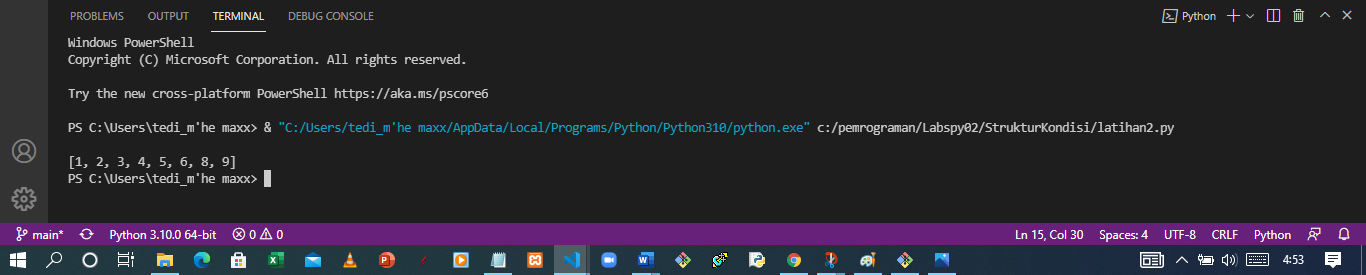 PROBLEMS OUTPUT TERMINAL DEBUG CONSOLE Python
Windows PowerShell
Copyright (C) Microsoft Corporation. All rights reserved.
Try the new cross-platform PowerShell https://aka.ms/pscore6
PS C:\Users\tedi_m'he maxx> & "C:/Users/tedi_m'he maxx/AppData/Local/Programs/Python/Python310/python.exe" c:/pemrograman/Labspy02/StrukturKondisi/latihan2.py
[1, 2, 3, 4, 5, 6, 8, 9]
PS C:\Users\tedi_m'he maxx>
main* Python 3.10.0 64-bit 0 0 Ln 15, Col 30 Spaces: 4 UTF-8 CRLF Python
4:53